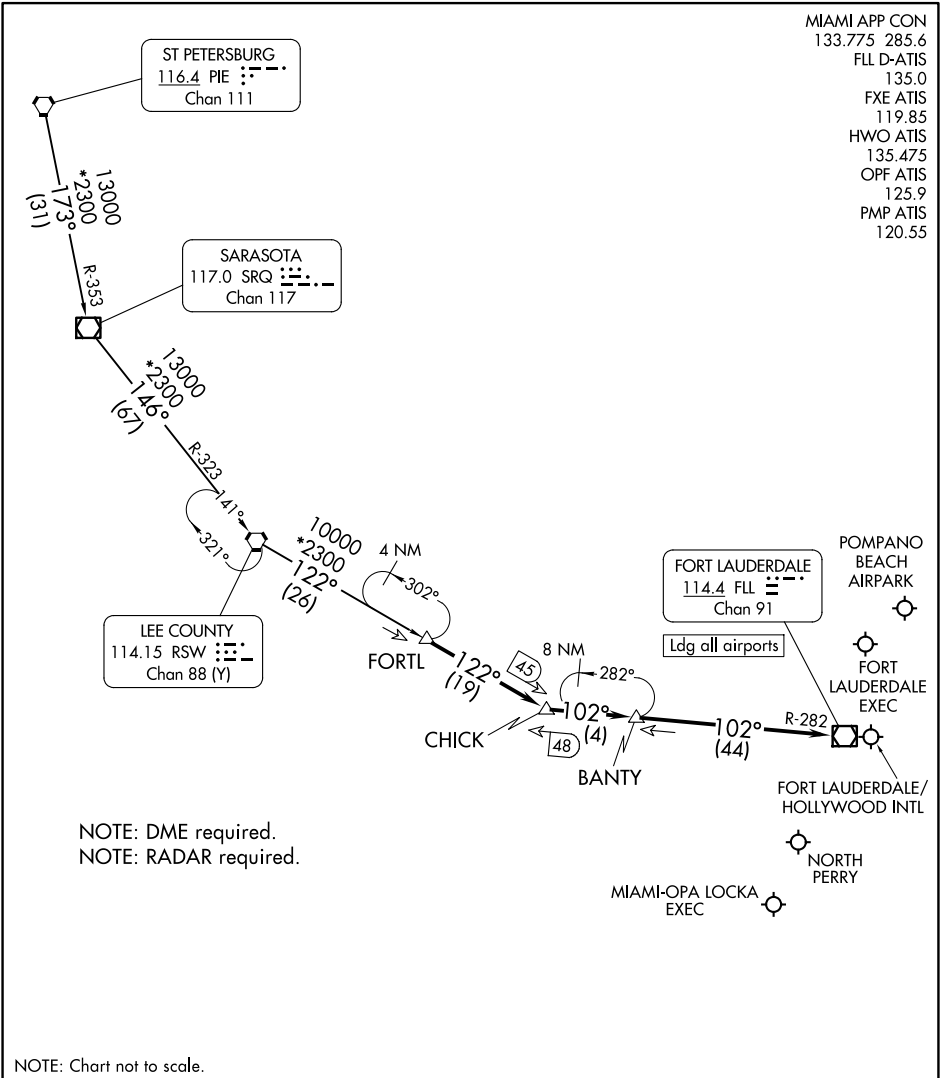 MIAMI APP CON
133.775 285.6
FLL D-ATIS
135.0
FXE ATIS
119.85
HWO ATIS
135.475
OPF ATIS
125.9
PMP ATIS
120.55
ST PETERSBURG
116.4 PIE
Chan 111
13000
*2300
173°
(31)
R-353
SARASOTA
117.0 SRQ
Chan 117
13000
*2300
146°
(67)
R-323
141°
321°
LEE COUNTY
114.15 RSW
Chan 88 (Y)
10000
*2300
122°
(26)
4 NM
302°
FORTL
122°
(19)
45
8 NM
282°
CHICK
102°
(4)
48
BANTY
102°
(44)
R-282
FORT LAUDERDALE
114.4 FLL
Chan 91
Ldg all airports
POMPANO
BEACH
AIRPARK
FORT
LAUDERDALE
EXEC
FORT LAUDERDALE/
HOLLYWOOD INTL
NORTH
PERRY
MIAMI-OPA LOCKA
EXEC
NOTE: DME required.
NOTE: RADAR required.
NOTE: Chart not to scale.